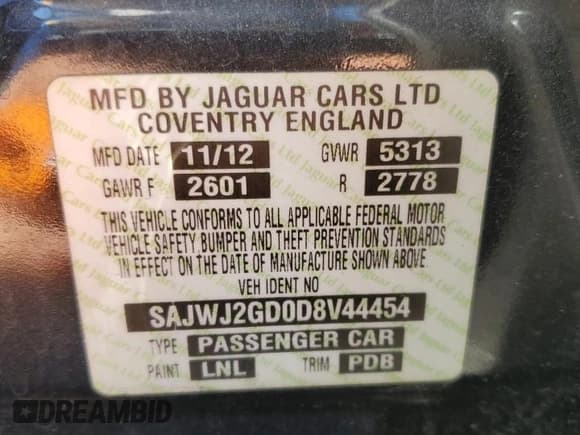 MFD BY JAGUAR CARS LTD
COVENTRY ENGLAND
MFD DATE 11/12 GVWR 5313
GAWR F 2601 R 2778
THIS VEHICLE CONFORMS TO ALL APPLICABLE FEDERAL MOTOR
VEHICLE SAFETY BUMPER AND THEFT PREVENTION STANDARDS
IN EFFECT ON THE DATE OF MANUFACTURE SHOWN ABOVE
VEH IDENT NO
SAJWJ2GD0D8V44454
TYPE PASSENGER CAR
PAINT LNL TRIM PDB
DREAMBID